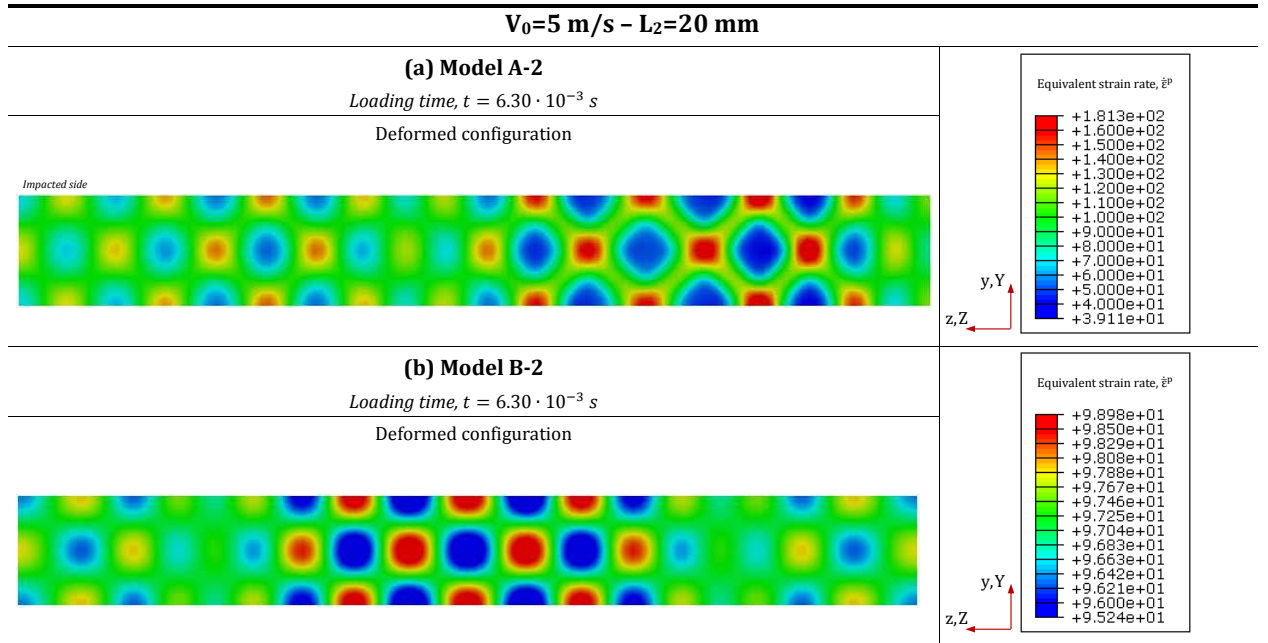 V₀=5 m/s – L₂=20 mm
(a) Model A-2
Loading time, t = 6.30 · 10⁻³ s
Deformed configuration
Impacted side
Equivalent strain rate, ε̇ᵖ
+1.813e+02
+1.600e+02
+1.500e+02
+1.400e+02
+1.300e+02
+1.200e+02
+1.100e+02
+1.000e+02
+9.000e+01
+8.000e+01
+7.000e+01
+6.000e+01
+5.000e+01
+4.000e+01
+3.911e+01
y,Y
z,Z
(b) Model B-2
Loading time, t = 6.30 · 10⁻³ s
Deformed configuration
Equivalent strain rate, ε̇ᵖ
+9.898e+01
+9.850e+01
+9.829e+01
+9.808e+01
+9.788e+01
+9.767e+01
+9.746e+01
+9.725e+01
+9.704e+01
+9.683e+01
+9.663e+01
+9.642e+01
+9.621e+01
+9.600e+01
+9.524e+01
y,Y
z,Z